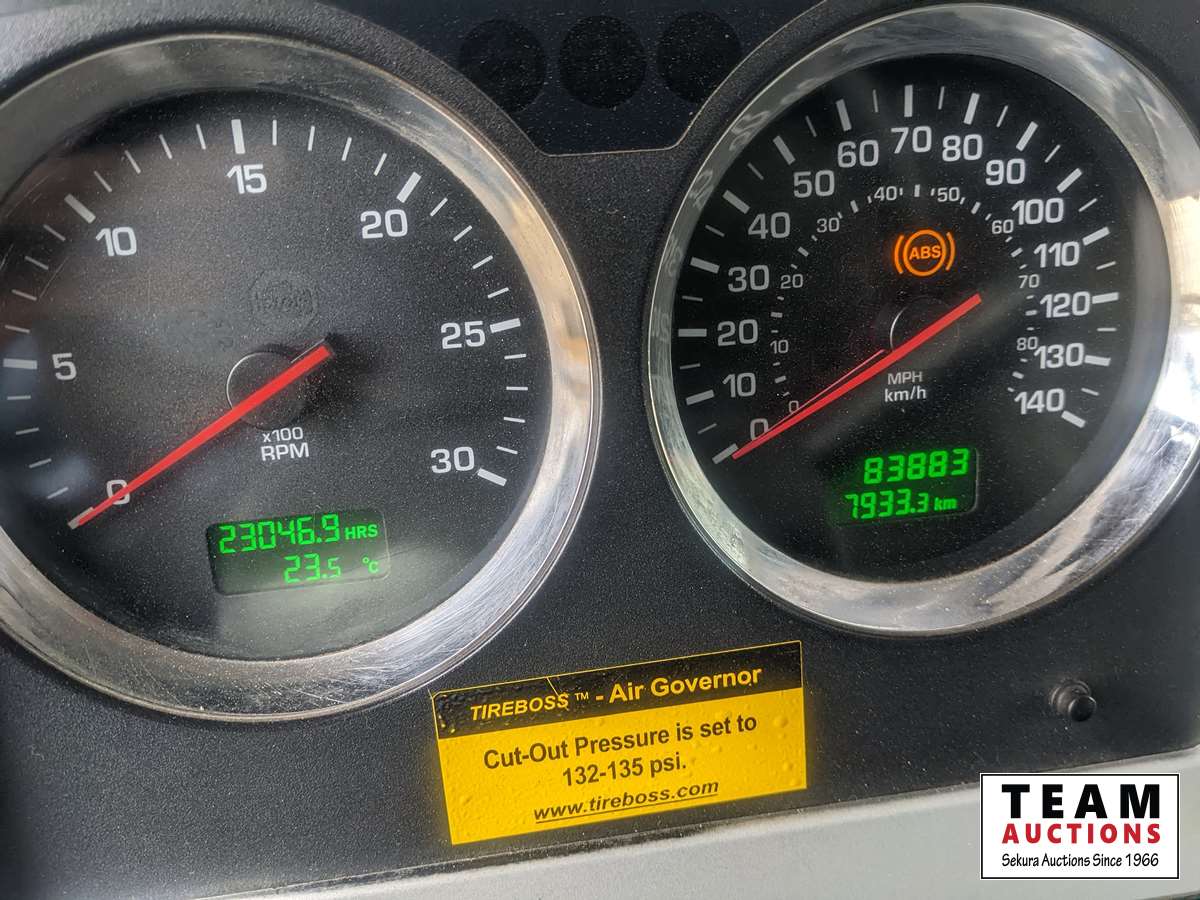 0
5
10
15
20
25
30
x100
RPM
23046.9 HRS
23.5 °C
0
10
20
30
40
50
60
70
80
90
100
110
120
130
140
0
10
20
30
40
50
60
70
80
ABS
MPH
km/h
83883
7933.3 km
TIREBOSS ™ - Air Governor
Cut-Out Pressure is set to
132-135 psi.
www.tireboss.com
TEAM
AUCTIONS
Sekura Auctions Since 1966